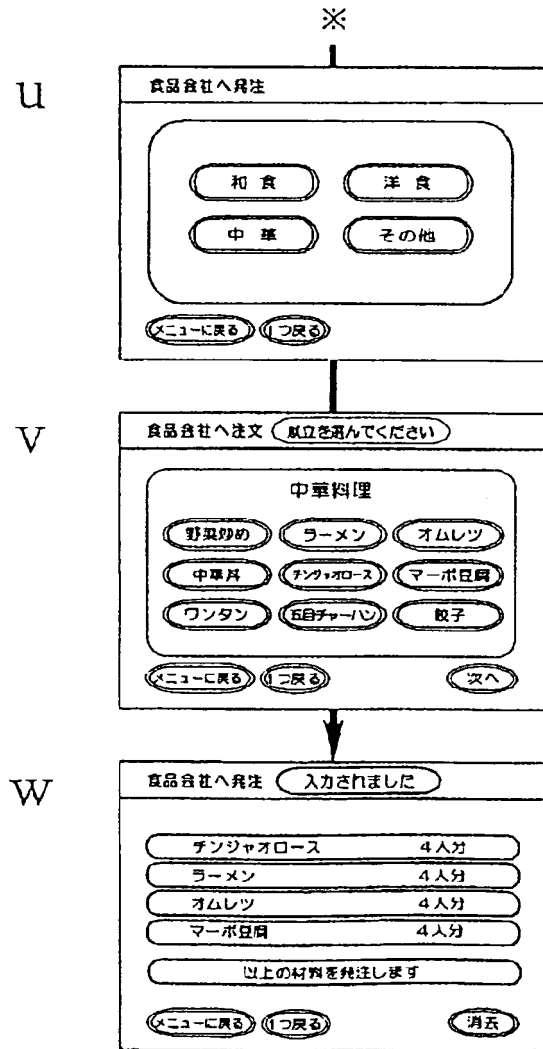 ※
u
食品会社へ発注
和食 洋食
中華 その他
メニューに戻る 1つ戻る
v
食品会社へ注文 献立を選んでください
中華料理
野菜炒め ラーメン オムレツ
中華丼 チンジャオロース マーボ豆腐
ワンタン 五目チャーハン 餃子
メニューに戻る 1つ戻る 次へ
w
食品会社へ発注 入力されました
チンジャオロース 4人分
ラーメン 4人分
オムレツ 4人分
マーボ豆腐 4人分
以上の材料を発注します
メニューに戻る 1つ戻る 消去